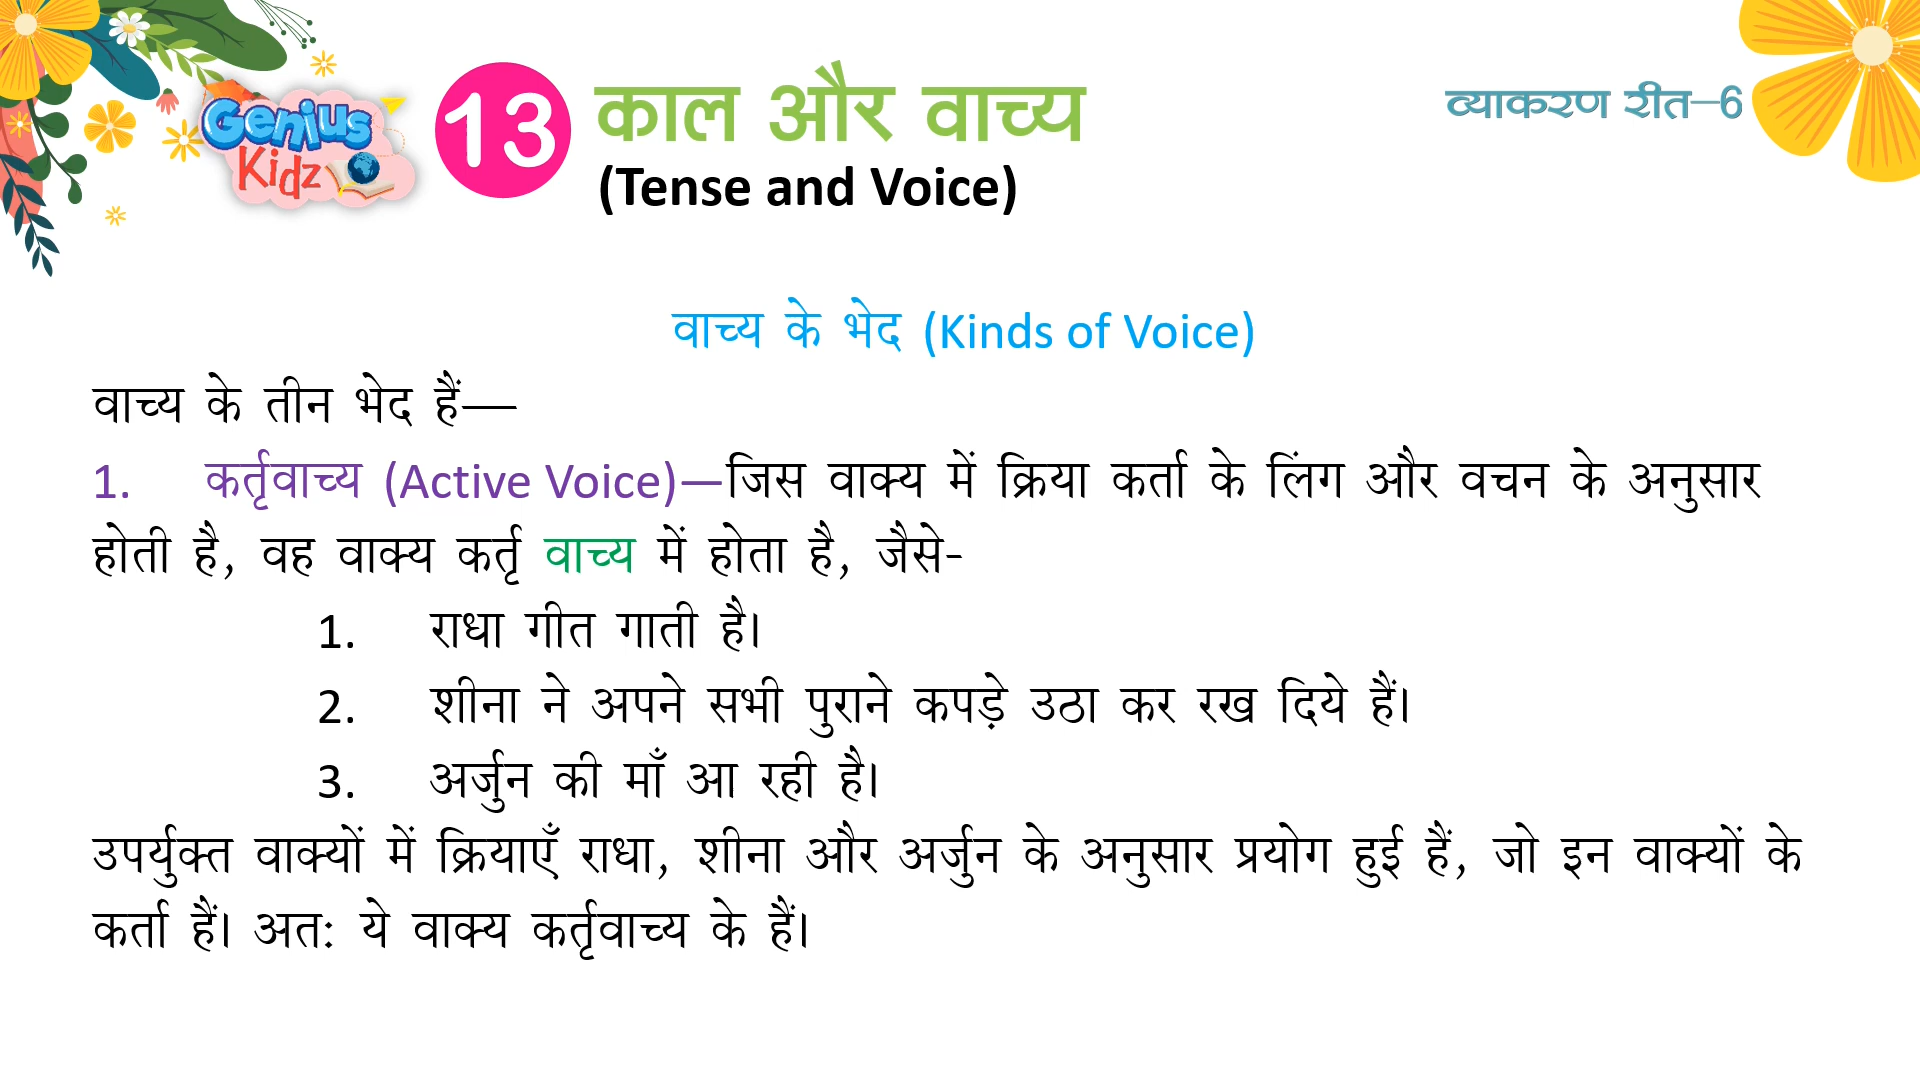 Genius
Kidz
13 काल और वाच्य
(Tense and Voice)
व्याकरण रीत–6
वाच्य के भेद (Kinds of Voice)
वाच्य के तीन भेद हैं—
1. कर्तृवाच्य (Active Voice)—जिस वाक्य में क्रिया कर्ता के लिंग और वचन के अनुसार
होती है, वह वाक्य कर्तृ वाच्य में होता है, जैसे-
1. राधा गीत गाती है।
2. शीना ने अपने सभी पुराने कपड़े उठा कर रख दिये हैं।
3. अर्जुन की माँ आ रही है।
उपर्युक्त वाक्यों में क्रियाएँ राधा, शीना और अर्जुन के अनुसार प्रयोग हुई हैं, जो इन वाक्यों के
कर्ता हैं। अतः ये वाक्य कर्तृवाच्य के हैं।